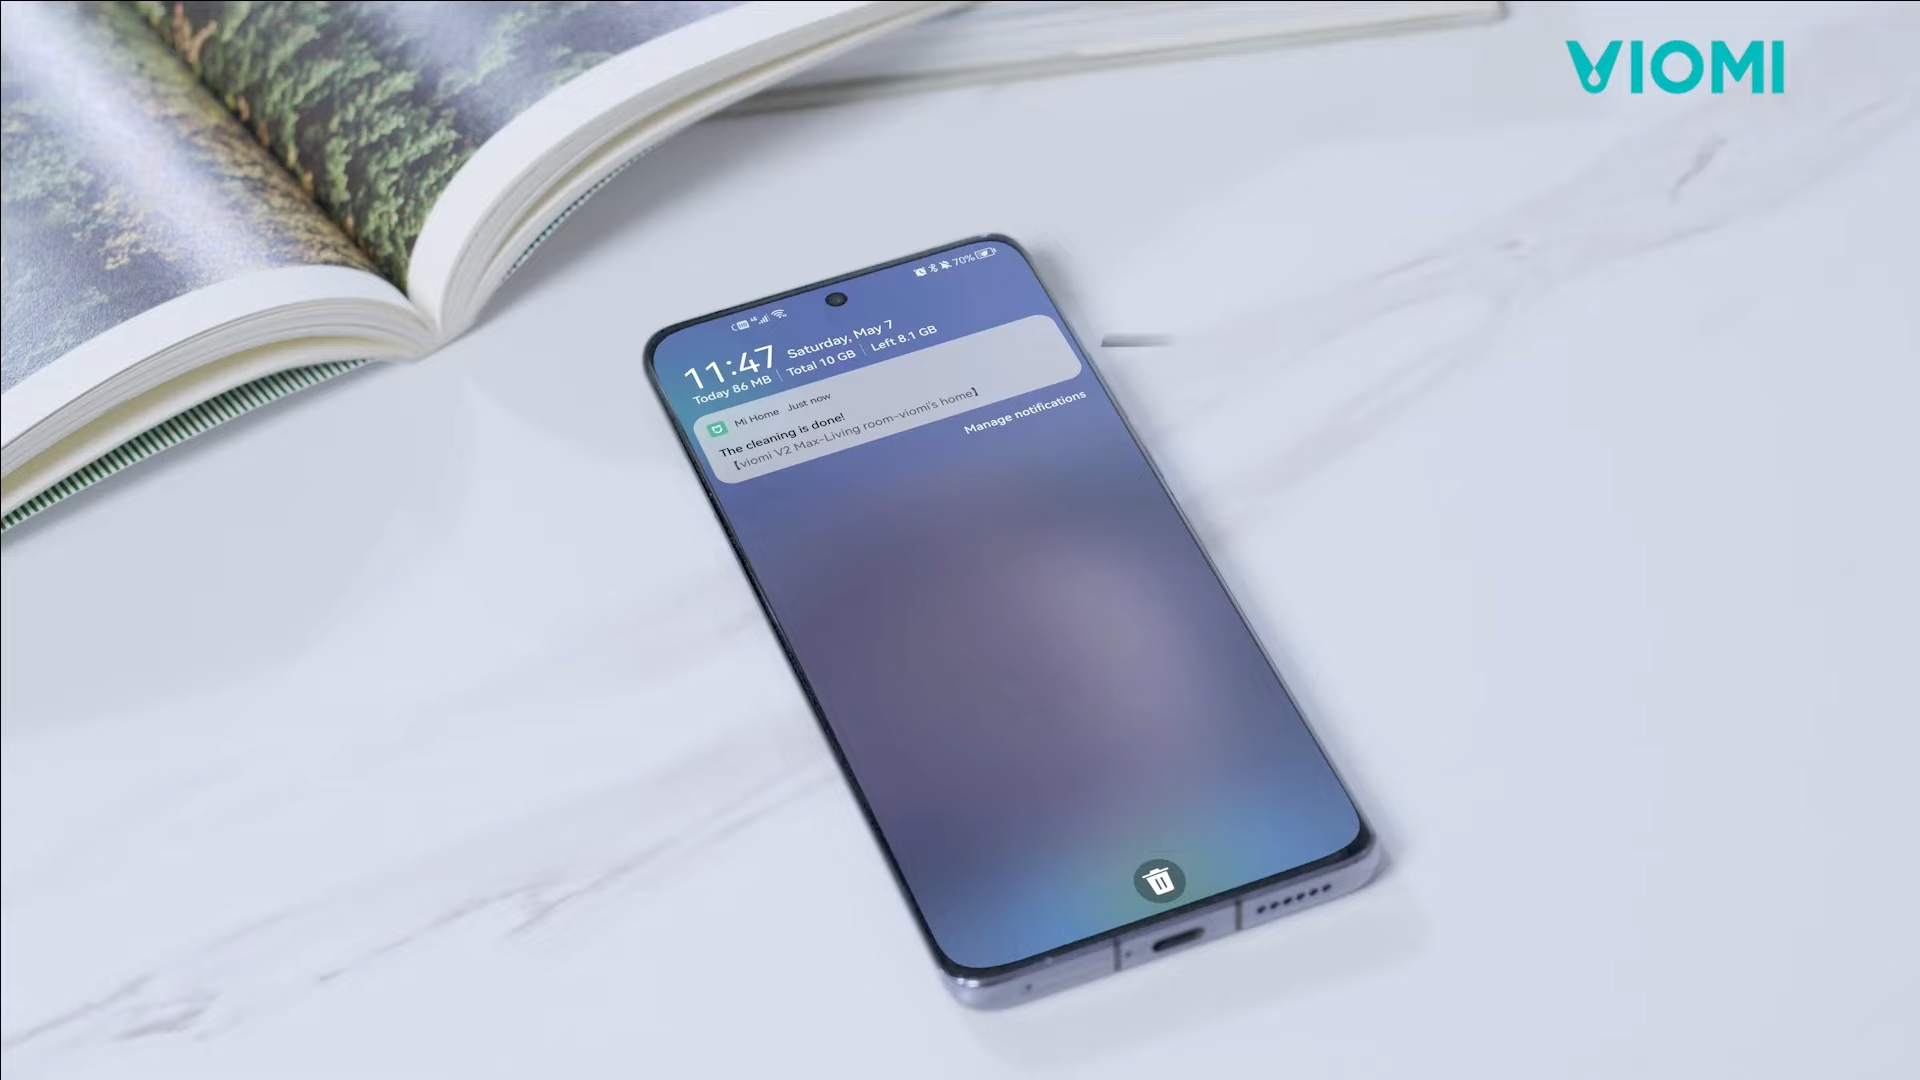 VIOMI
70%
11:47 Saturday, May 7
Today 86 MB | Total 10 GB | Left 8.1 GB
Mi Home Just now
The cleaning is done!
【viomi V2 Max-Living room-viomi's home】
Manage notifications